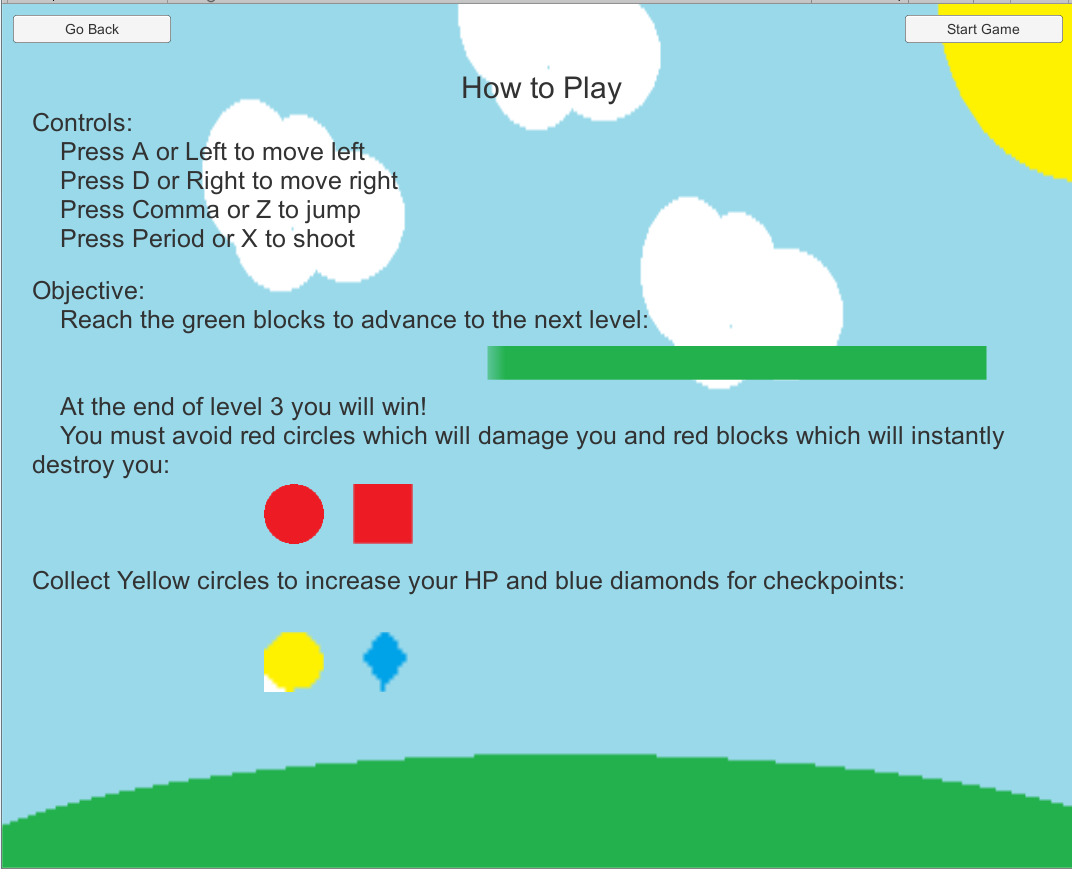 Go Back
Start Game
How to Play
Controls:
Press A or Left to move left
Press D or Right to move right
Press Comma or Z to jump
Press Period or X to shoot
Objective:
Reach the green blocks to advance to the next level:
At the end of level 3 you will win!
You must avoid red circles which will damage you and red blocks which will instantly
destroy you:
Collect Yellow circles to increase your HP and blue diamonds for checkpoints: